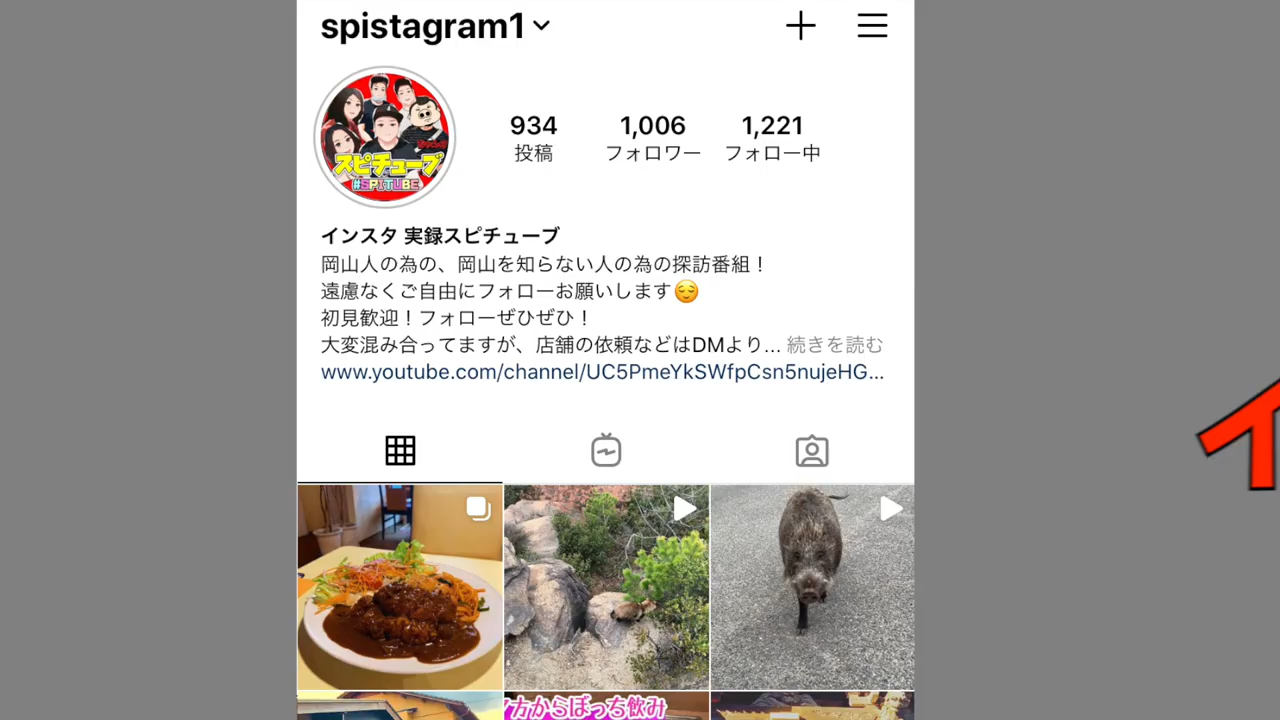 spistagram1
934
投稿
1,006
フォロワー
1,221
フォロー中
スピチューブ
#SPITUBE
インスタ 実録スピチューブ
岡山人の為の、岡山を知らない人の為の探訪番組！
遠慮なくご自由にフォローお願いします😌
初見歓迎！フォローぜひぜひ！
大変混み合ってますが、店舗の依頼などはDMより... 続きを読む
www.youtube.com/channel/UC5PmeYkSWfpCsn5nujeHG...
イ
方からぼっち飲み